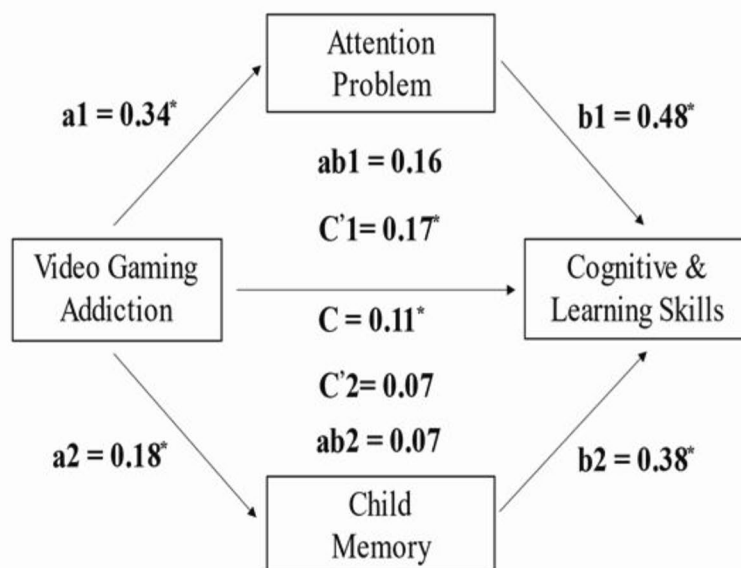 Attention
Problem
a1 = 0.34*
b1 = 0.48*
ab1 = 0.16
C'1= 0.17*
Video Gaming
Addiction
Cognitive &
Learning Skills
C = 0.11*
C'2= 0.07
ab2 = 0.07
a2 = 0.18*
b2 = 0.38*
Child
Memory